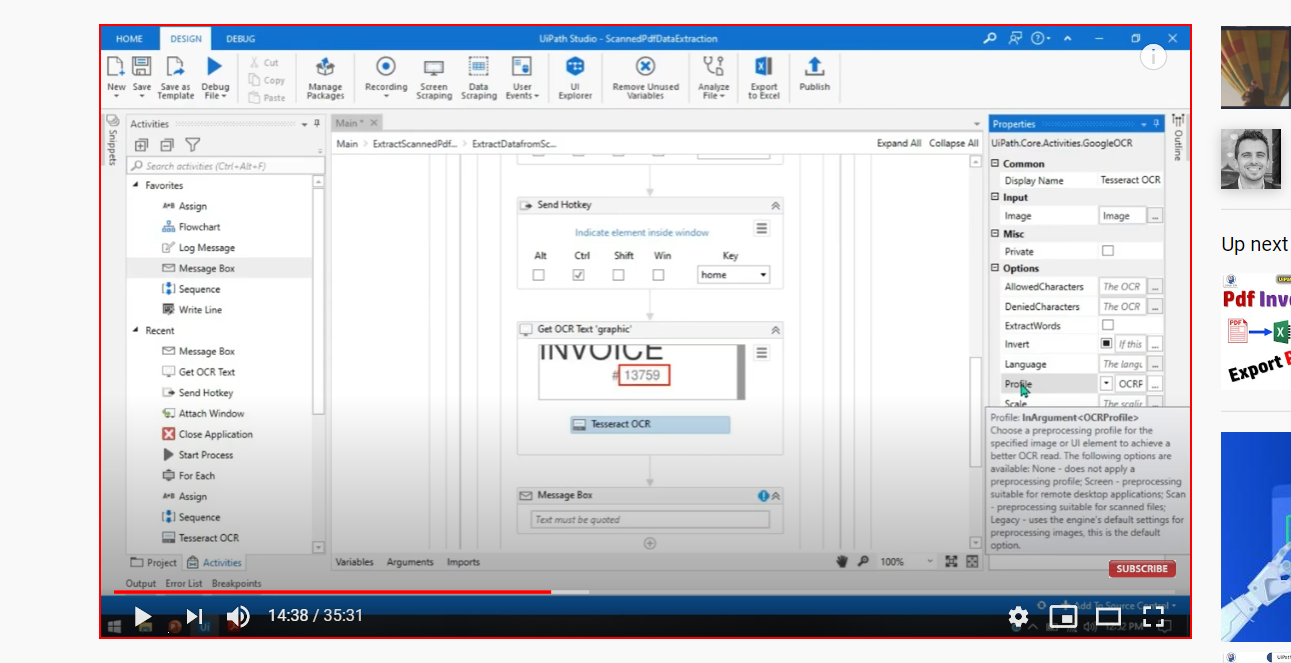 HOME DESIGN DEBUG UiPath Studio - ScannedPdfDataExtraction
New Save Save as Template Debug File Cut Copy Paste Manage Packages Recording Screen Scraping Data Scraping User Events UI Explorer Remove Unused Variables Analyze File Export to Excel Publish
Snippets
Activities
Search activities (Ctrl+Alt+F)
Favorites
Assign
Flowchart
Log Message
Message Box
Sequence
Write Line
Recent
Message Box
Get OCR Text
Send Hotkey
Attach Window
Close Application
Start Process
For Each
Assign
Sequence
Tesseract OCR
Project Activities
Output Error List Breakpoints
Main *
Main > ExtractScannedPdf... > ExtractDatafromSc... Expand All Collapse All
Send Hotkey
Indicate element inside window
Alt Ctrl Shift Win Key
home
Get OCR Text 'graphic'
INVOICE
# 13759
Tesseract OCR
Message Box
Text must be quoted
Variables Arguments Imports 100%
Properties
Outline
UiPath.Core.Activities.GoogleOCR
Common
Display Name Tesseract OCR
Input
Image Image ...
Misc
Private
Options
AllowedCharacters The OCR ...
DeniedCharacters The OCR ...
ExtractWords
Invert If this ...
Language The langu ...
Profile OCRP ...
Scale The scalin
Profile: InArgument<OCRProfile>
Choose a preprocessing profile for the
specified image or UI element to achieve a
better OCR read. The following options are
available: None - does not apply a
preprocessing profile; Screen - preprocessing
suitable for remote desktop applications; Scan
- preprocessing suitable for scanned files;
Legacy - uses the engine's default settings for
preprocessing images, this is the default
option.
SUBSCRIBE
Add To Source Control
14:38 / 35:31
Up next
Pdf Inv
PDF
Export